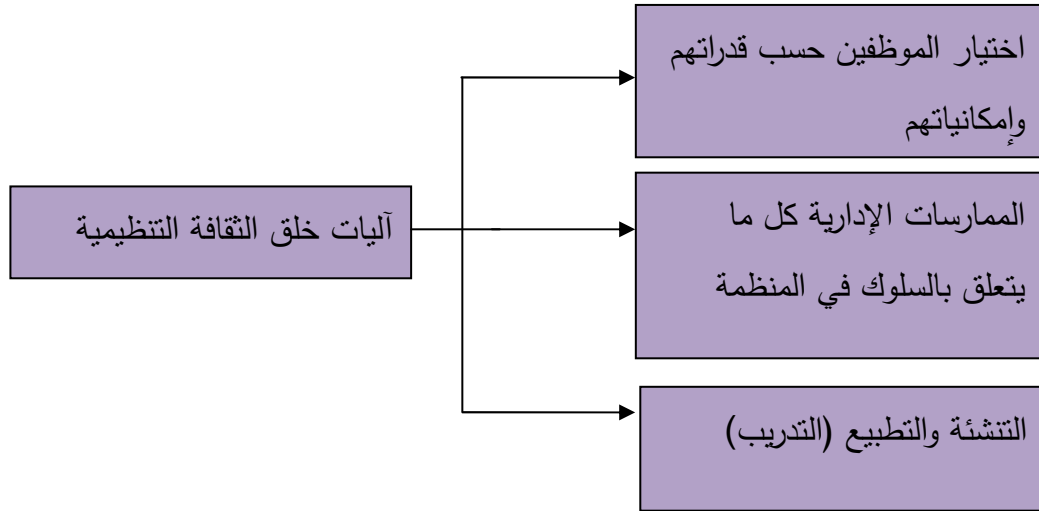 اختيار الموظفين حسب قدراتهم
وإمكانياتهم
آليات خلق الثقافة التنظيمية
الممارسات الإدارية كل ما
يتعلق بالسلوك في المنظمة
التنشئة والتطبيع (التدريب)